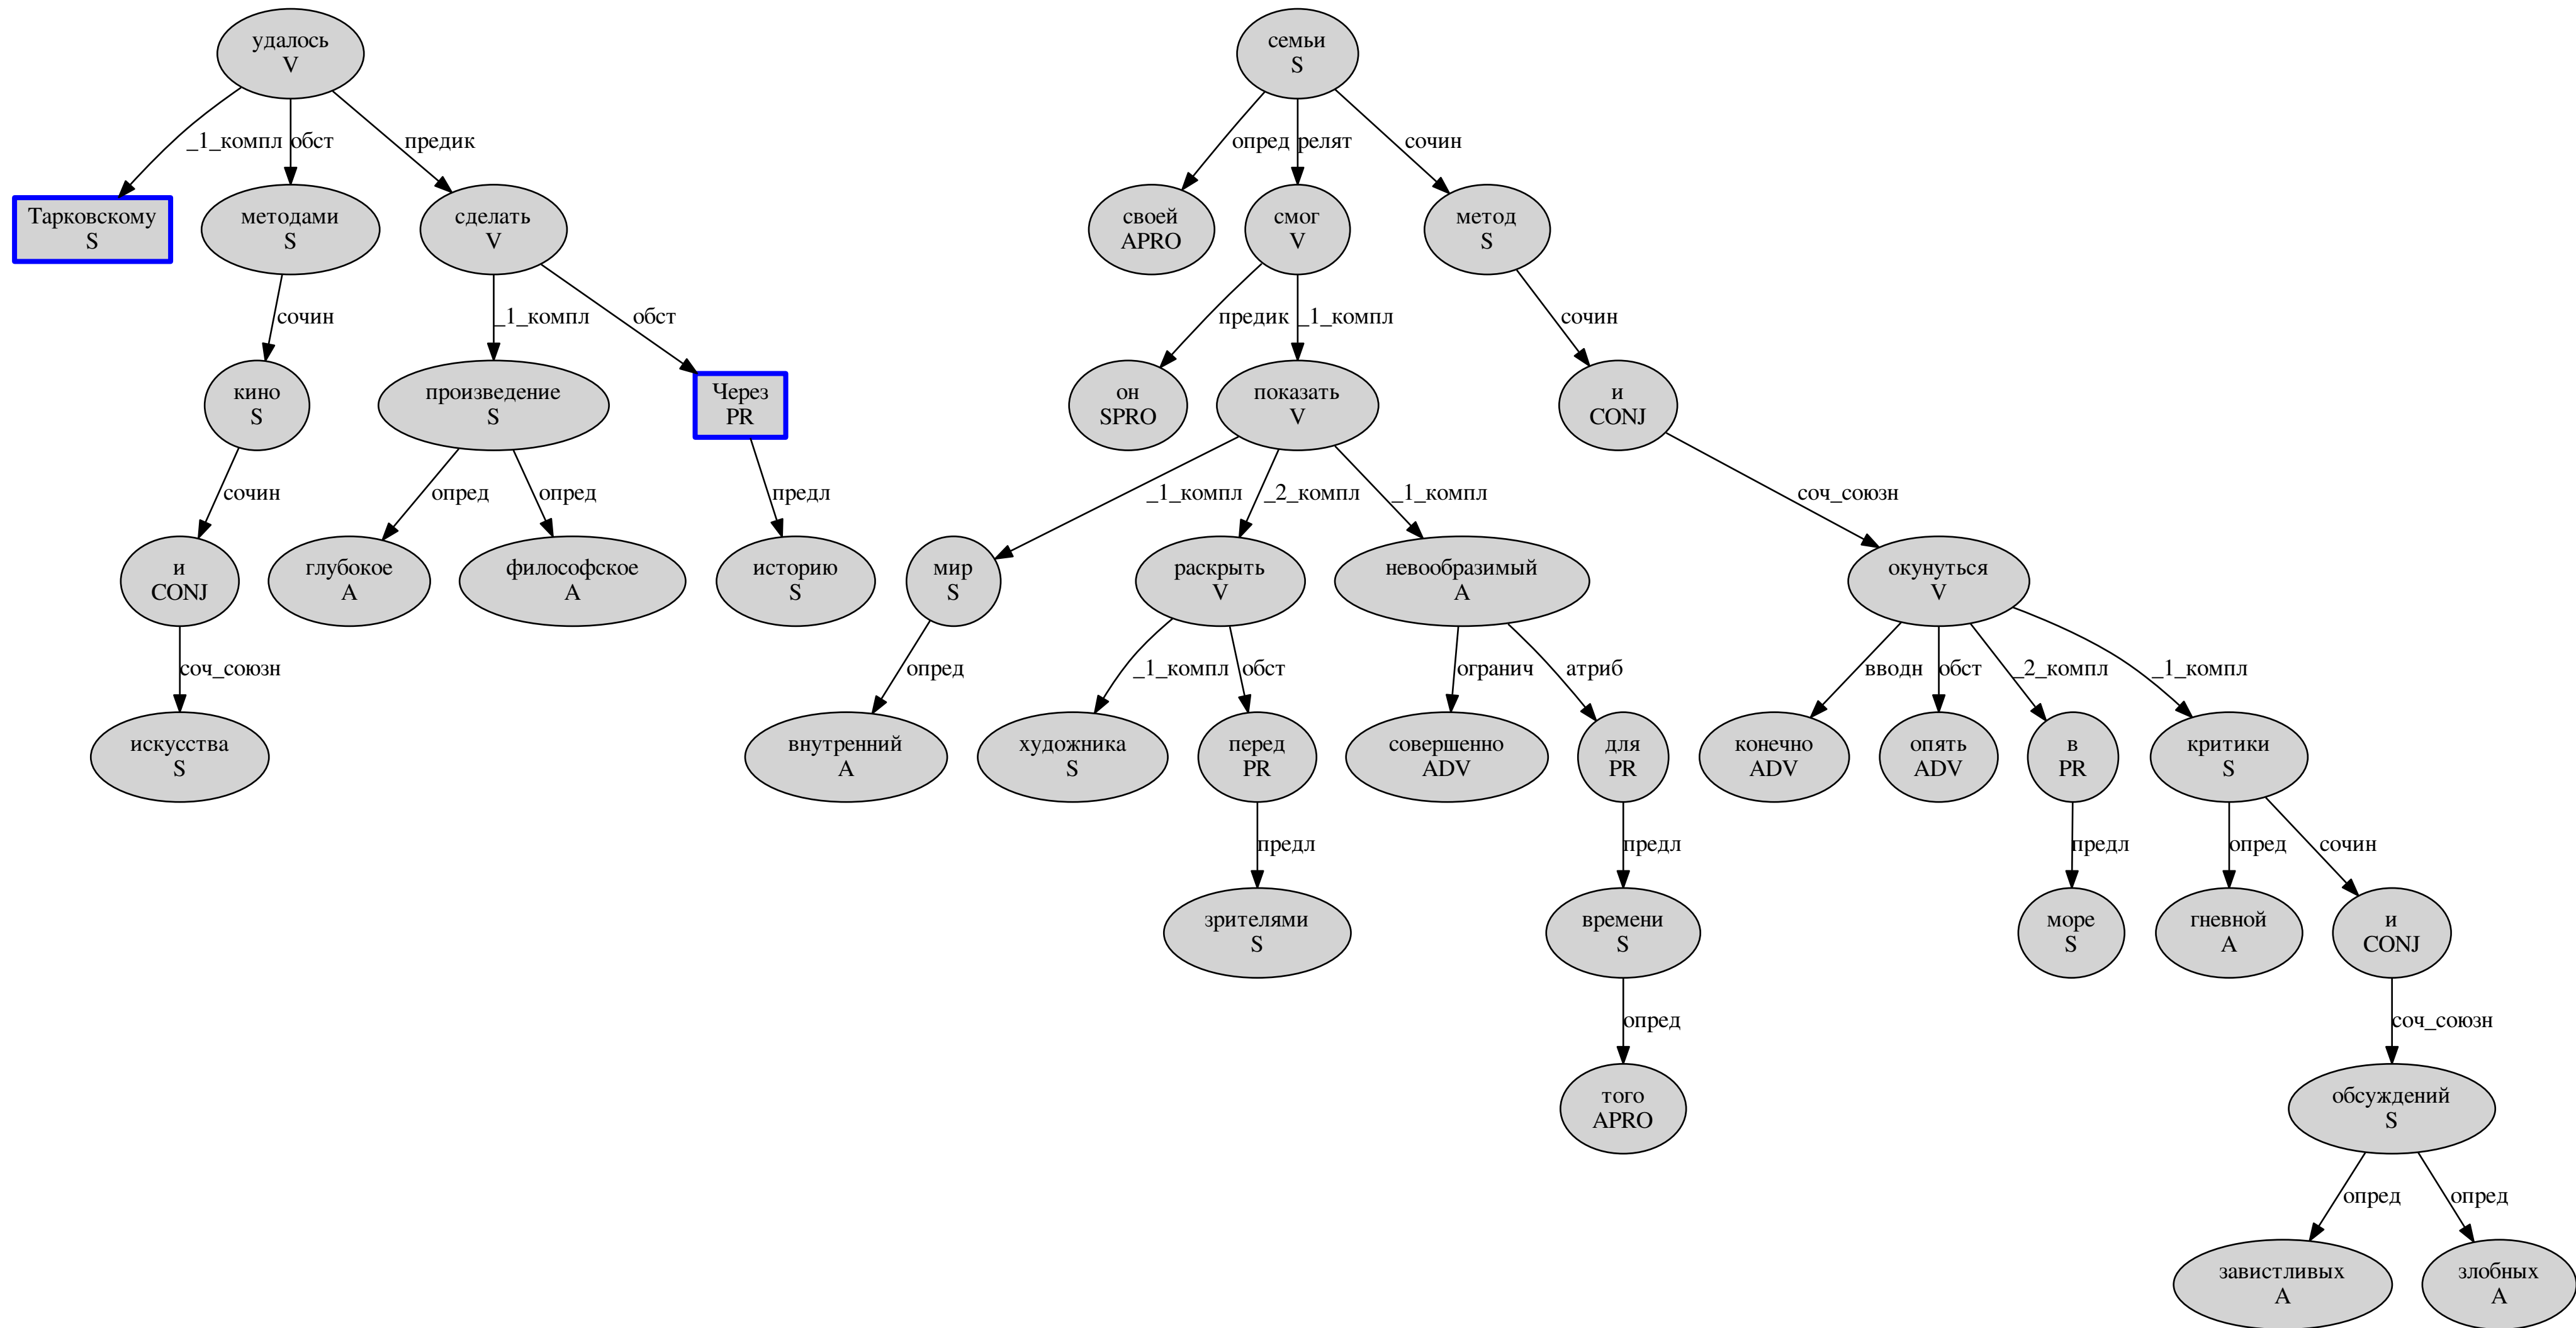 удалось
V
семьи
S
_1_компл
обст
предик
опред
релят
сочин
Тарковскому
S
методами
S
сделать
V
своей
APRO
смог
V
метод
S
сочин
_1_компл
обст
предик
_1_компл
сочин
кино
S
произведение
S
Через
PR
он
SPRO
показать
V
и
CONJ
сочин
опред
опред
предл
_1_компл
_2_компл
_1_компл
соч_союзн
и
CONJ
глубокое
A
философское
A
историю
S
мир
S
раскрыть
V
невообразимый
A
окунуться
V
соч_союзн
опред
_1_компл
обст
огранич
атриб
вводн
обст
_2_компл
_1_компл
искусства
S
внутренний
A
художника
S
перед
PR
совершенно
ADV
для
PR
конечно
ADV
опять
ADV
в
PR
критики
S
предл
предл
предл
опред
сочин
зрителями
S
времени
S
море
S
гневной
A
и
CONJ
опред
соч_союзн
того
APRO
обсуждений
S
опред
опред
завистливых
A
злобных
A